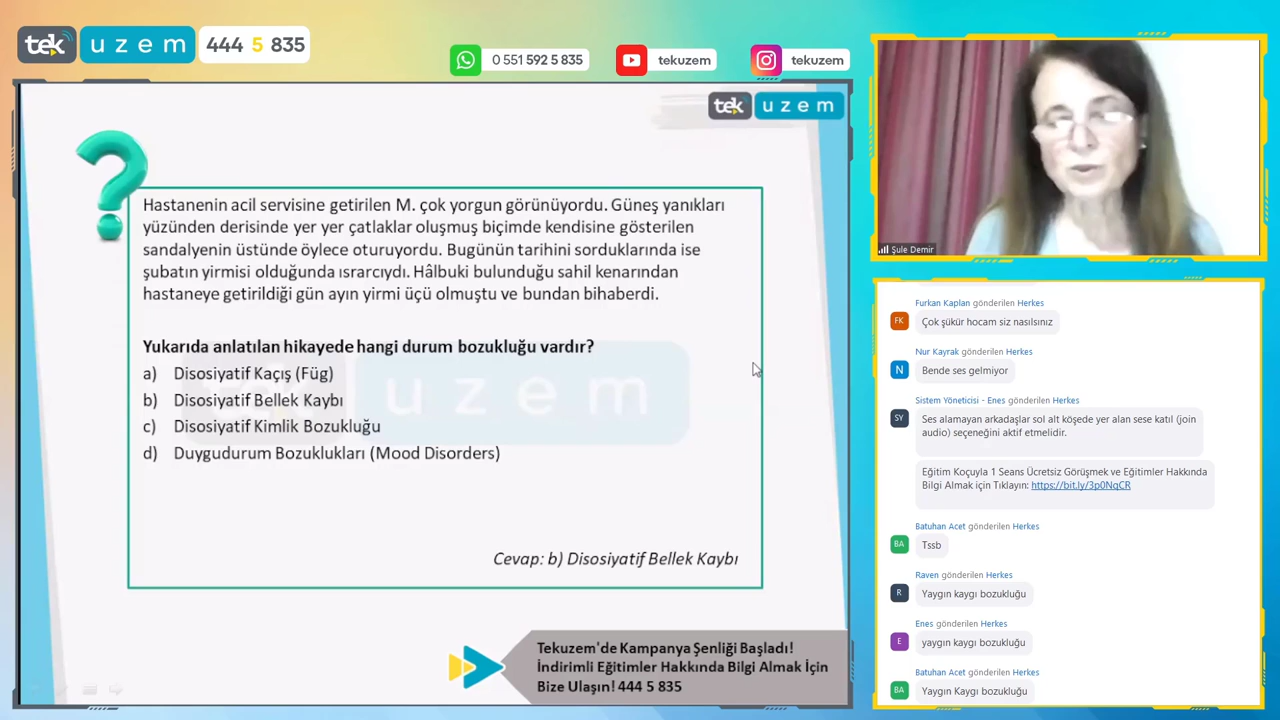 tek uzem 444 5 835
0 551 592 5 835
tekuzem
tekuzem
tek uzem
Hastanenin acil servisine getirilen M. çok yorgun görünüyordu. Güneş yanıkları
yüzünden derisinde yer yer çatlaklar oluşmuş biçimde kendisine gösterilen
sandalyenin üstünde öylece oturuyordu. Bugünün tarihini sorduklarında ise
şubatın yirmisi olduğunda ısrarcıydı. Hâlbuki bulunduğu sahil kenarından
hastaneye getirildiği gün ayın yirmi üçü olmuştu ve bundan bihaberdi.
Yukarıda anlatılan hikayede hangi durum bozukluğu vardır?
a) Disosiyatif Kaçış (Füg)
b) Disosiyatif Bellek Kaybı
c) Disosiyatif Kimlik Bozukluğu
d) Duygudurum Bozuklukları (Mood Disorders)
tek uzem
Cevap: b) Disosiyatif Bellek Kaybı
Tekuzem'de Kampanya Şenliği Başladı!
İndirimli Eğitimler Hakkında Bilgi Almak İçin
Bize Ulaşın! 444 5 835
Şule Demir
Furkan Kaplan gönderilen Herkes
FK Çok şükür hocam siz nasılsınız
Nur Kayrak gönderilen Herkes
N Bende ses gelmiyor
Sistem Yöneticisi - Enes gönderilen Herkes
SY Ses alamayan arkadaşlar sol alt köşede yer alan sese katıl (join
audio) seçeneğini aktif etmelidir.
Eğitim Koçuyla 1 Seans Ücretsiz Görüşmek ve Eğitimler Hakkında
Bilgi Almak için Tıklayın: https://bit.ly/3p0NqCR
Batuhan Acet gönderilen Herkes
BA Tssb
Raven gönderilen Herkes
R Yaygın kaygı bozukluğu
Enes gönderilen Herkes
E yaygın kaygı bozukluğu
Batuhan Acet gönderilen Herkes
BA Yaygın Kaygı bozukluğu